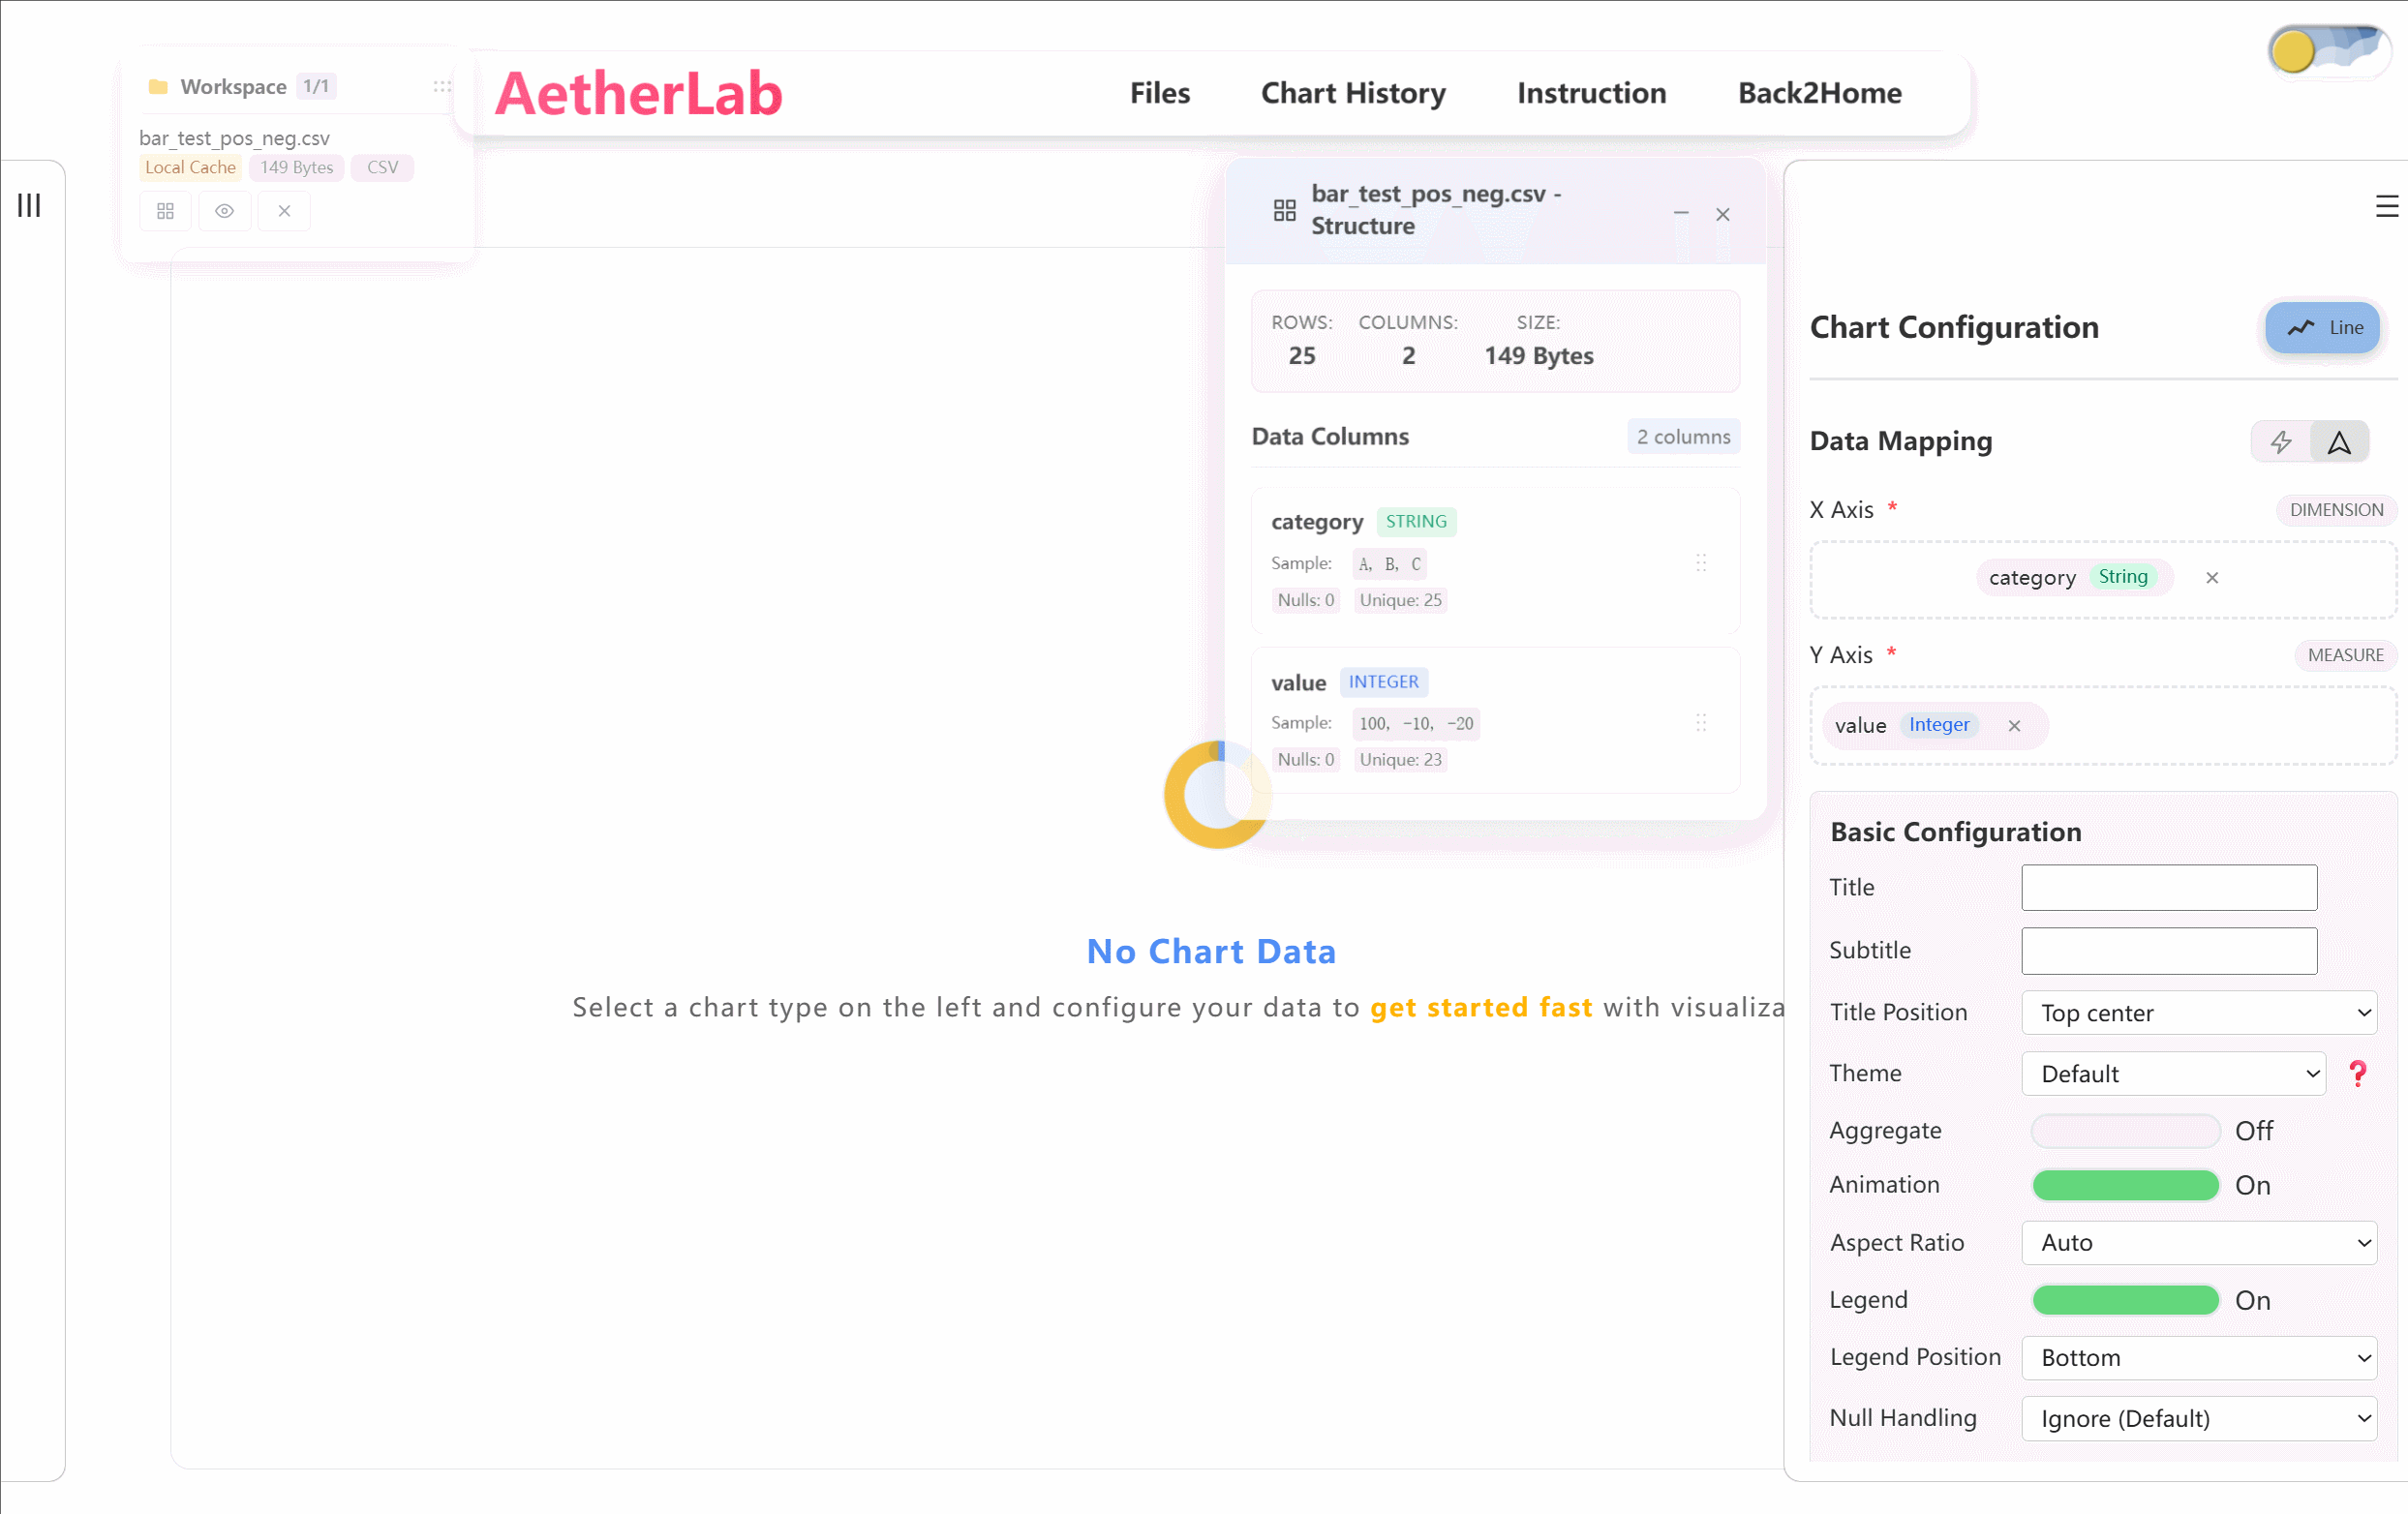 Workspace 1/1
bar_test_pos_neg.csv
Local Cache 149 Bytes CSV
AetherLab
Files Chart History Instruction Back2Home
bar_test_pos_neg.csv -
Structure
ROWS: COLUMNS: SIZE:
25 2 149 Bytes
Data Columns 2 columns
category STRING
Sample: A, B, C
Nulls: 0 Unique: 25
value INTEGER
Sample: 100, -10, -20
Nulls: 0 Unique: 23
No Chart Data
Select a chart type on the left and configure your data to get started fast with visualiza
Chart Configuration Line
Data Mapping
X Axis * DIMENSION
category String
Y Axis * MEASURE
value Integer
Basic Configuration
Title
Subtitle
Title Position Top center
Theme Default ❓
Aggregate Off
Animation On
Aspect Ratio Auto
Legend On
Legend Position Bottom
Null Handling Ignore (Default)